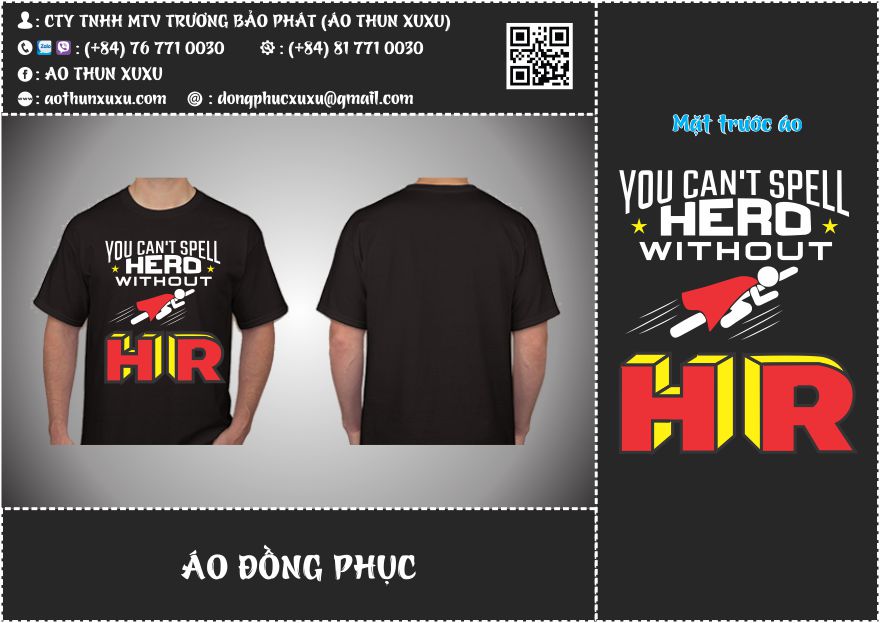 : CTY TNHH MTV TRƯƠNG BẢO PHÁT (ÁO THUN XUXU)
Zalo : (+84) 76 771 0030 : (+84) 81 771 0030
f : AO THUN XUXU
www : aothunxuxu.com @ : dongphucxuxu@gmail.com
YOU CAN'T SPELL
HERO
WITHOUT
HR
Mặt trước áo
YOU CAN'T SPELL
HERO
WITHOUT
HR
ÁO ĐỒNG PHỤC